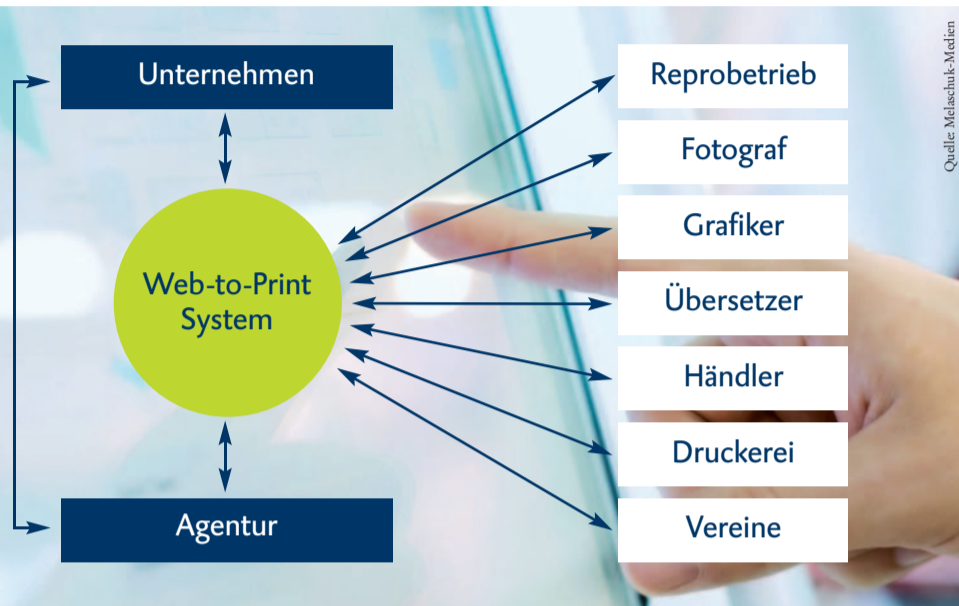 Unternehmen
Web-to-Print
System
Agentur
Reprobetrieb
Fotograf
Grafiker
Übersetzer
Händler
Druckerei
Vereine
Quelle: Melaschuk-Medien